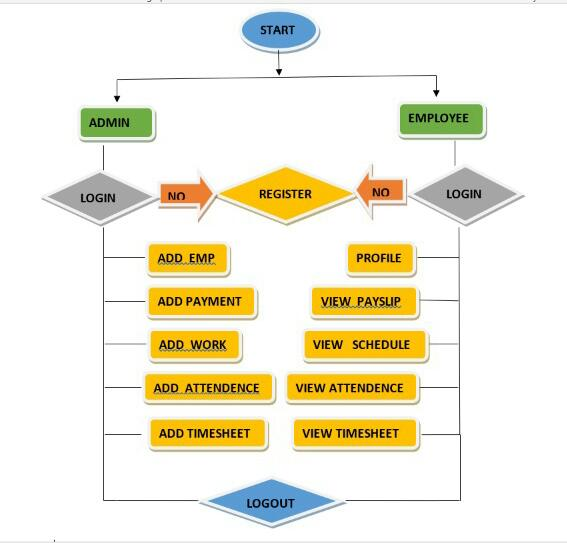 START
ADMIN
EMPLOYEE
LOGIN
NO
REGISTER
NO
LOGIN
ADD EMP
PROFILE
ADD PAYMENT
VIEW PAYSLIP
ADD WORK
VIEW SCHEDULE
ADD ATTENDENCE
VIEW ATTENDENCE
ADD TIMESHEET
VIEW TIMESHEET
LOGOUT